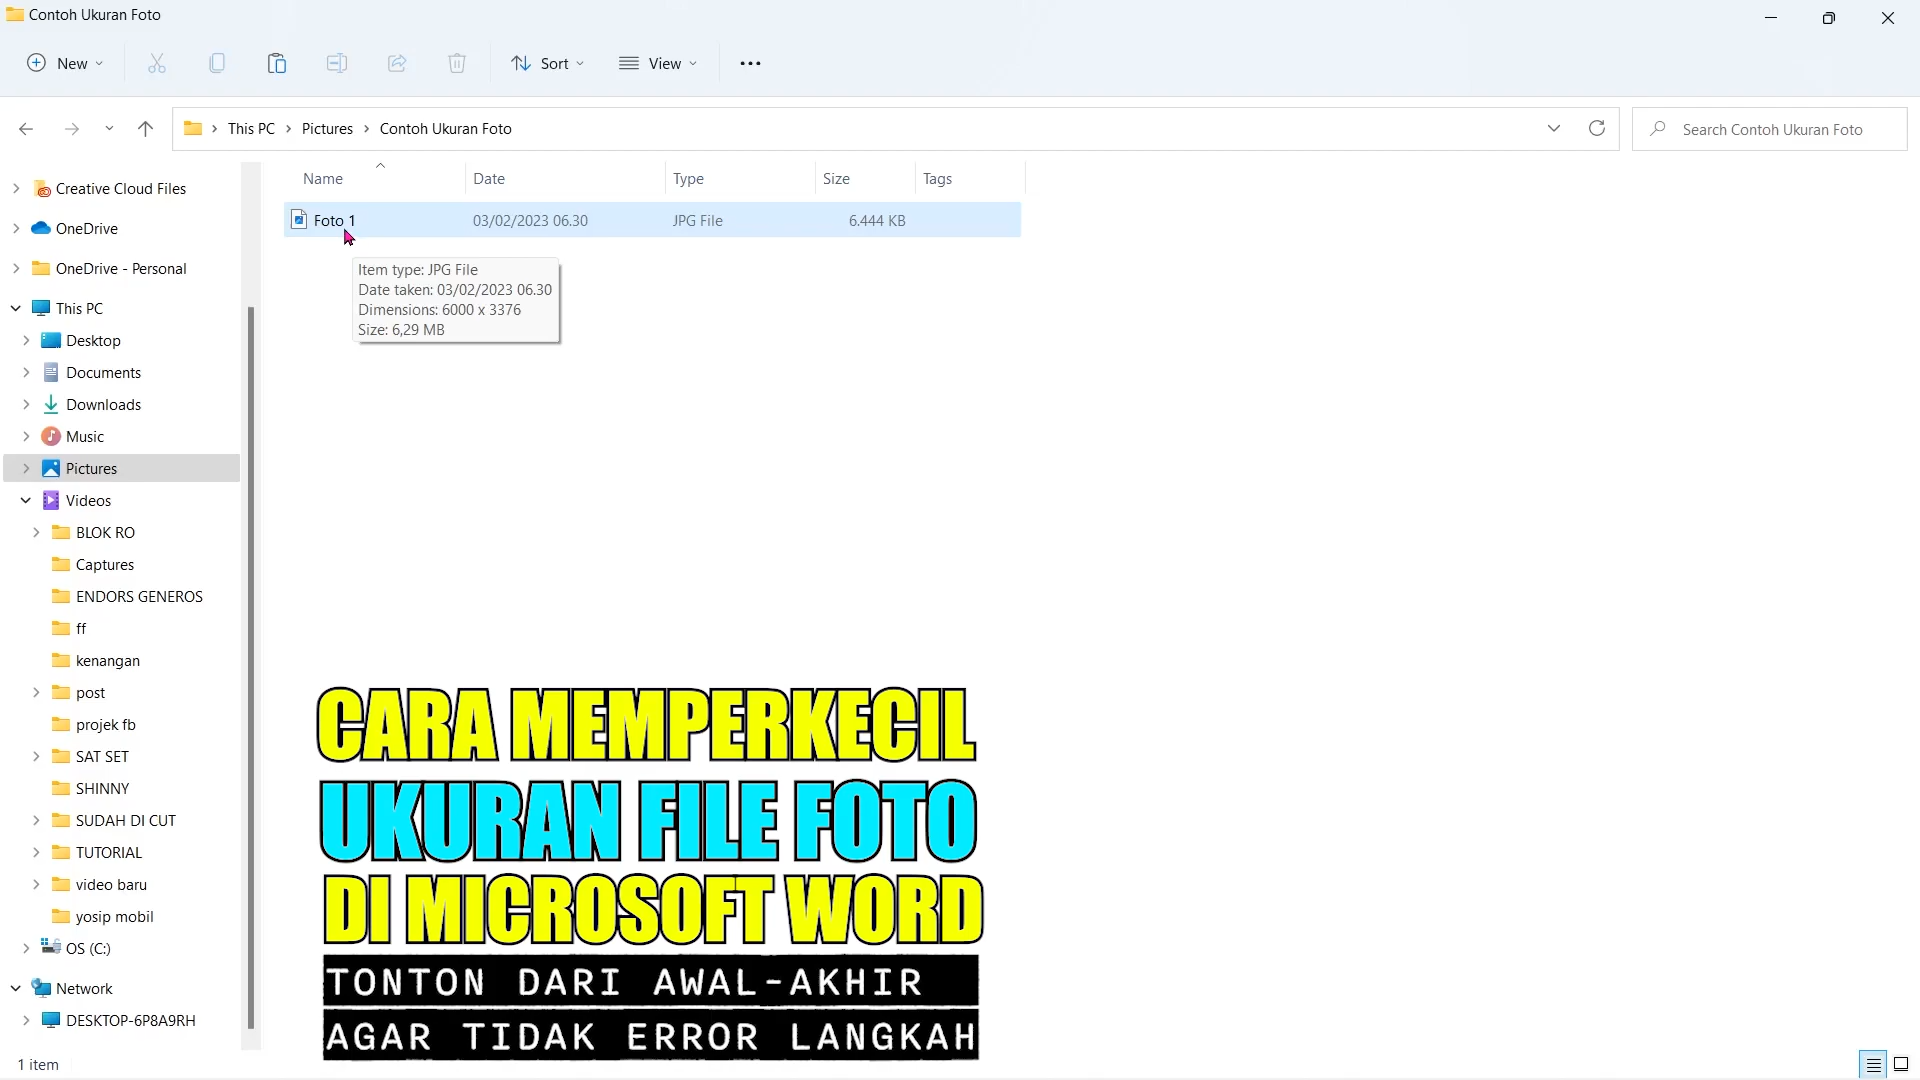 Contoh Ukuran Foto
New
Sort
View
This PC > Pictures > Contoh Ukuran Foto
Search Contoh Ukuran Foto
Creative Cloud Files
OneDrive
OneDrive - Personal
This PC
Desktop
Documents
Downloads
Music
Pictures
Videos
BLOK RO
Captures
ENDORS GENEROS
ff
kenangan
post
projek fb
SAT SET
SHINNY
SUDAH DI CUT
TUTORIAL
video baru
yosip mobil
OS (C:)
Network
DESKTOP-6P8A9RH
1 item
Name Date Type Size Tags
Foto 1 03/02/2023 06.30 JPG File 6.444 KB
Item type: JPG File
Date taken: 03/02/2023 06.30
Dimensions: 6000 x 3376
Size: 6,29 MB
CARA MEMPERKECIL
UKURAN FILE FOTO
DI MICROSOFT WORD
TONTON DARI AWAL-AKHIR
AGAR TIDAK ERROR LANGKAH